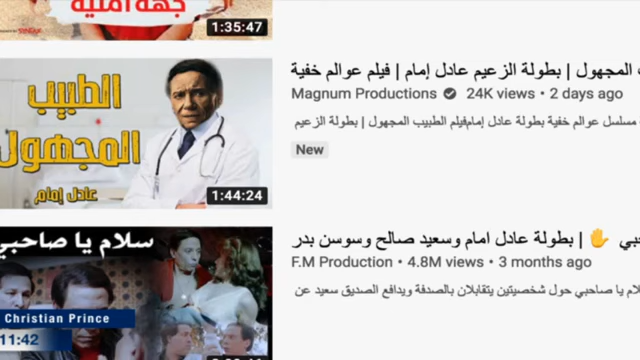 جهة أمنية
1:35:47
الطبيب
المجهول
عادل إمام
1:44:24
المجهول | بطولة الزعيم عادل إمام | فيلم عوالم خفية
Magnum Productions 24K views • 2 days ago
مسلسل عوالم خفية بطولة عادل إمامفيلم الطبيب المجهول | بطولة الزعيم
New
سلام يا صاحبي
Christian Prince
11:42
✋ | بطولة عادل امام وسعيد صالح وسوسن بدر
F.M Production • 4.8M views • 3 months ago
يا صاحبي حول شخصيتين يتقابلان بالصدفة ويدافع الصديق سعيد عن